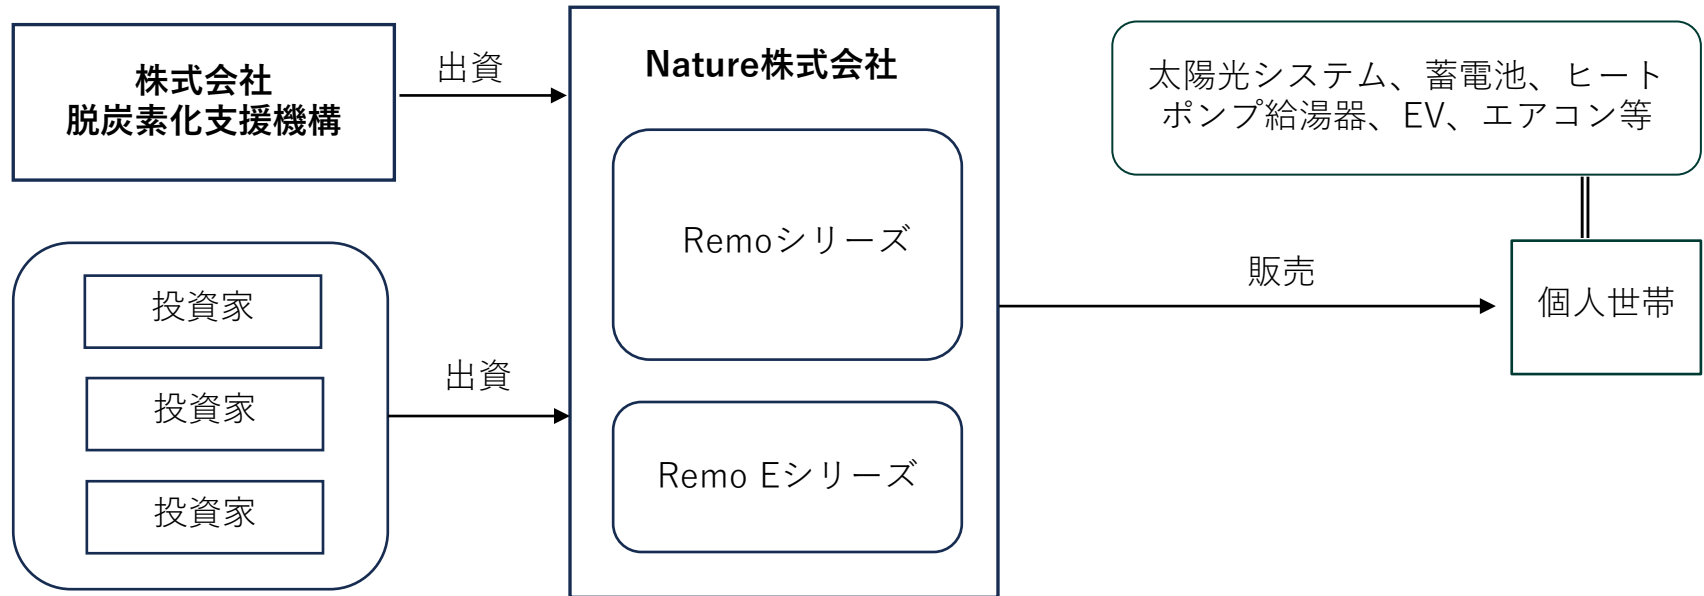 株式会社
脱炭素化支援機構
出資
投資家
投資家
投資家
出資
Nature株式会社
Remoシリーズ
Remo Eシリーズ
販売
太陽光システム、蓄電池、ヒート
ポンプ給湯器、EV、エアコン等
個人世帯